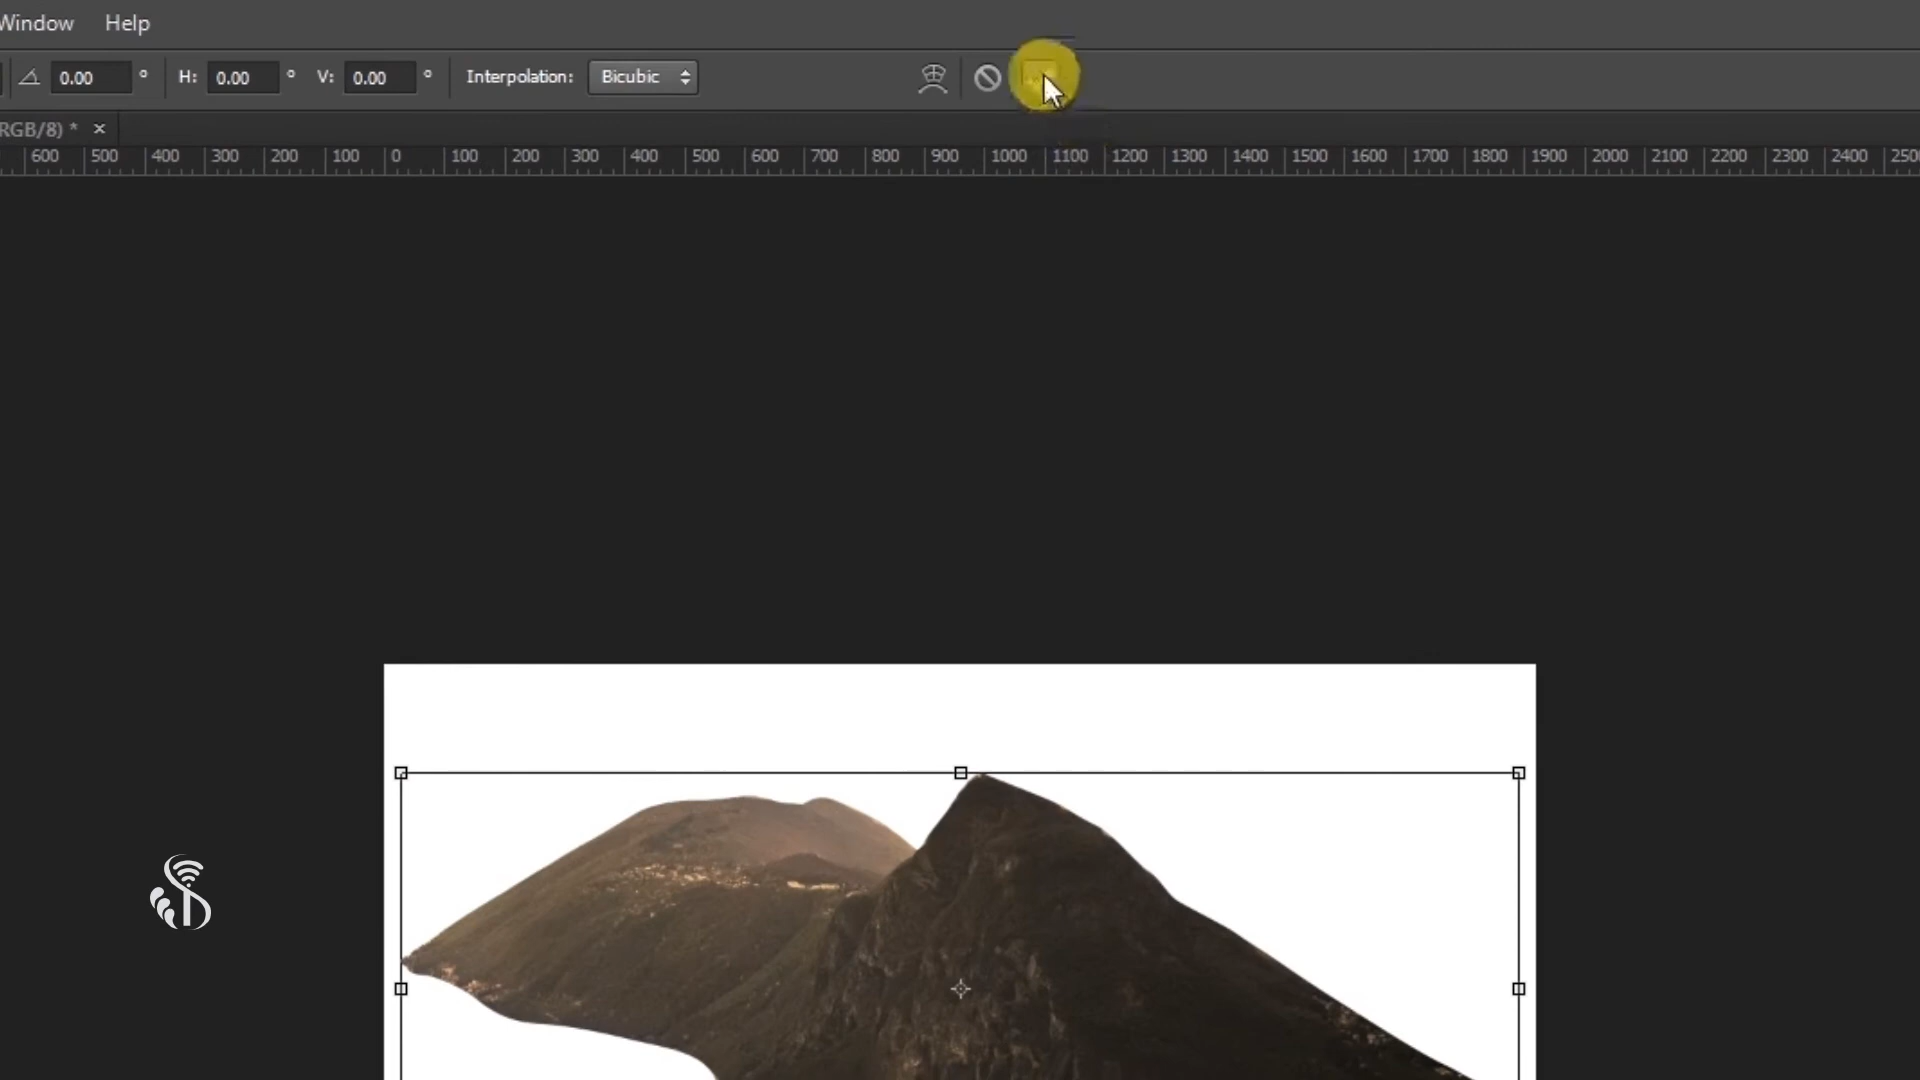 Window Help
0.00 ° H: 0.00 ° V: 0.00 ° Interpolation: Bicubic
RGB/8) * ×
600 500 400 300 200 100 0 100 200 300 400 500 600 700 800 900 1000 1100 1200 1300 1400 1500 1600 1700 1800 1900 2000 2100 2200 2300 2400 250